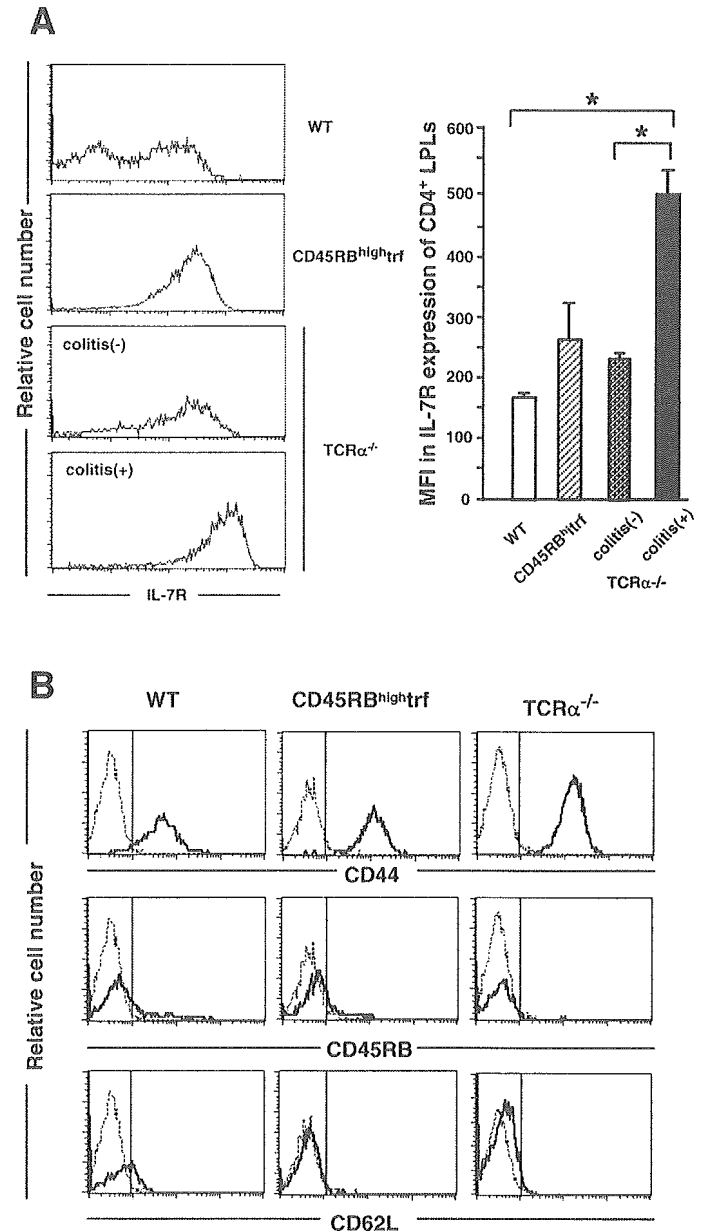 A
Relative cell number
WT
CD45RBhightrf
colitis(-)
colitis(+)
TCRα-/-
IL-7R
MFI in IL-7R expression of CD4+ LPLs
600
500
400
300
200
100
0
*
*
WT
CD45RBhitrf
colitis(-)
colitis(+)
TCRα-/-
B
WT
CD45RBhightrf
TCRα-/-
Relative cell number
CD44
CD45RB
CD62L